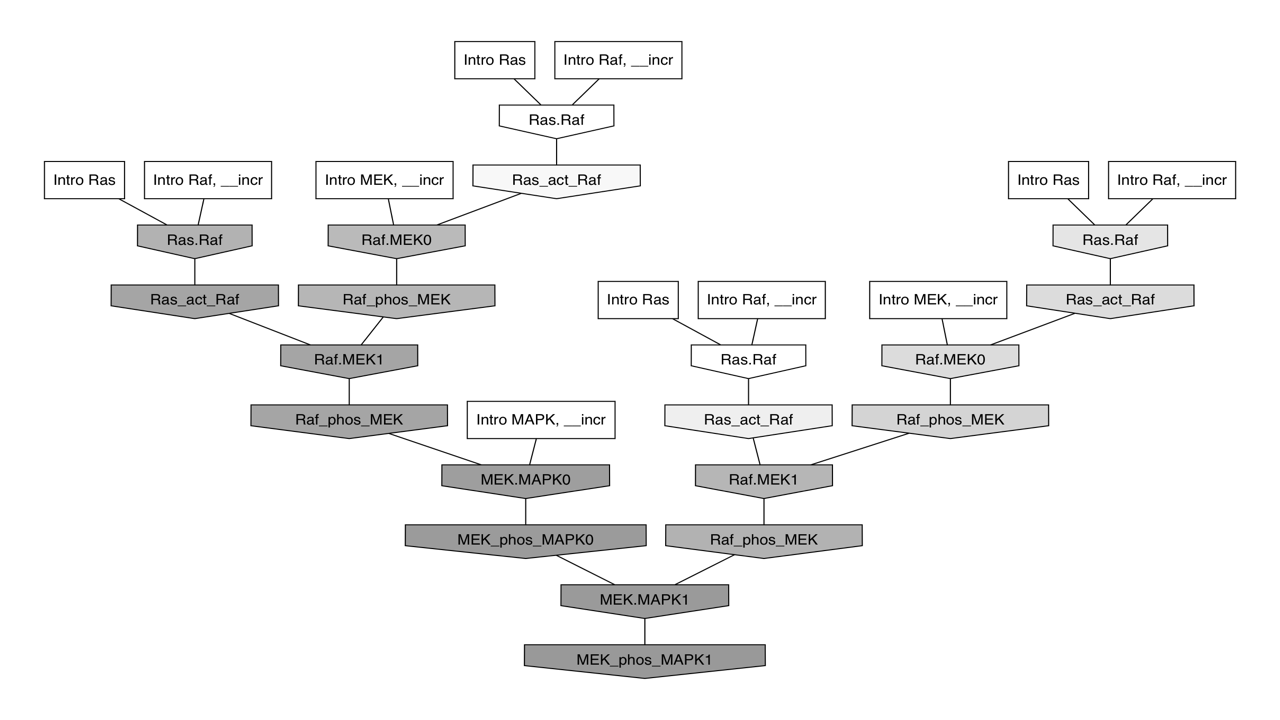 Intro Ras
Intro Raf, __incr
Ras.Raf
Intro Ras
Intro Raf, __incr
Intro MEK, __incr
Ras_act_Raf
Intro Ras
Intro Raf, __incr
Ras.Raf
Raf.MEK0
Ras.Raf
Ras_act_Raf
Raf_phos_MEK
Intro Ras
Intro Raf, __incr
Intro MEK, __incr
Ras_act_Raf
Raf.MEK1
Ras.Raf
Raf.MEK0
Raf_phos_MEK
Intro MAPK, __incr
Ras_act_Raf
Raf_phos_MEK
MEK.MAPK0
Raf.MEK1
MEK_phos_MAPK0
Raf_phos_MEK
MEK.MAPK1
MEK_phos_MAPK1